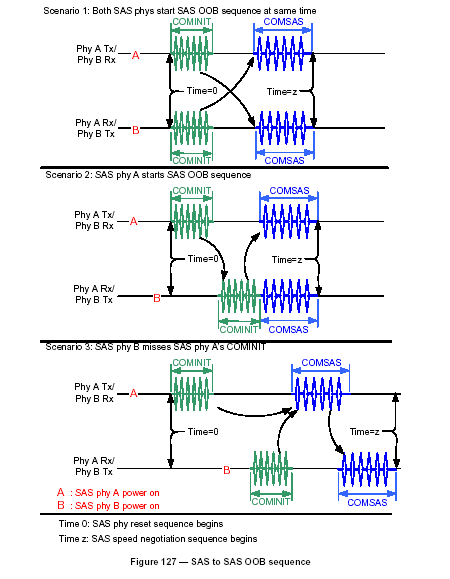 Scenario 1: Both SAS phys start SAS OOB sequence at same time
COMINIT
COMSAS
Phy A Tx/
Phy B Rx
A
Time=0
Time=z
Phy A Rx/
Phy B Tx
B
COMINIT
COMSAS
Scenario 2: SAS phy A starts SAS OOB sequence
COMINIT
COMSAS
Phy A Tx/
Phy B Rx
A
Time=0
Time=z
Phy A Rx/
Phy B Tx
B
COMINIT
COMSAS
Scenario 3: SAS phy B misses SAS phy A's COMINIT
COMINIT
COMSAS
Phy A Tx/
Phy B Rx
A
Time=0
Time=z
Phy A Rx/
Phy B Tx
B
COMINIT
COMSAS
A : SAS phy A power on
B : SAS phy B power on
Time 0: SAS phy reset sequence begins
Time z: SAS speed negotiation sequence begins
Figure 127 — SAS to SAS OOB sequence